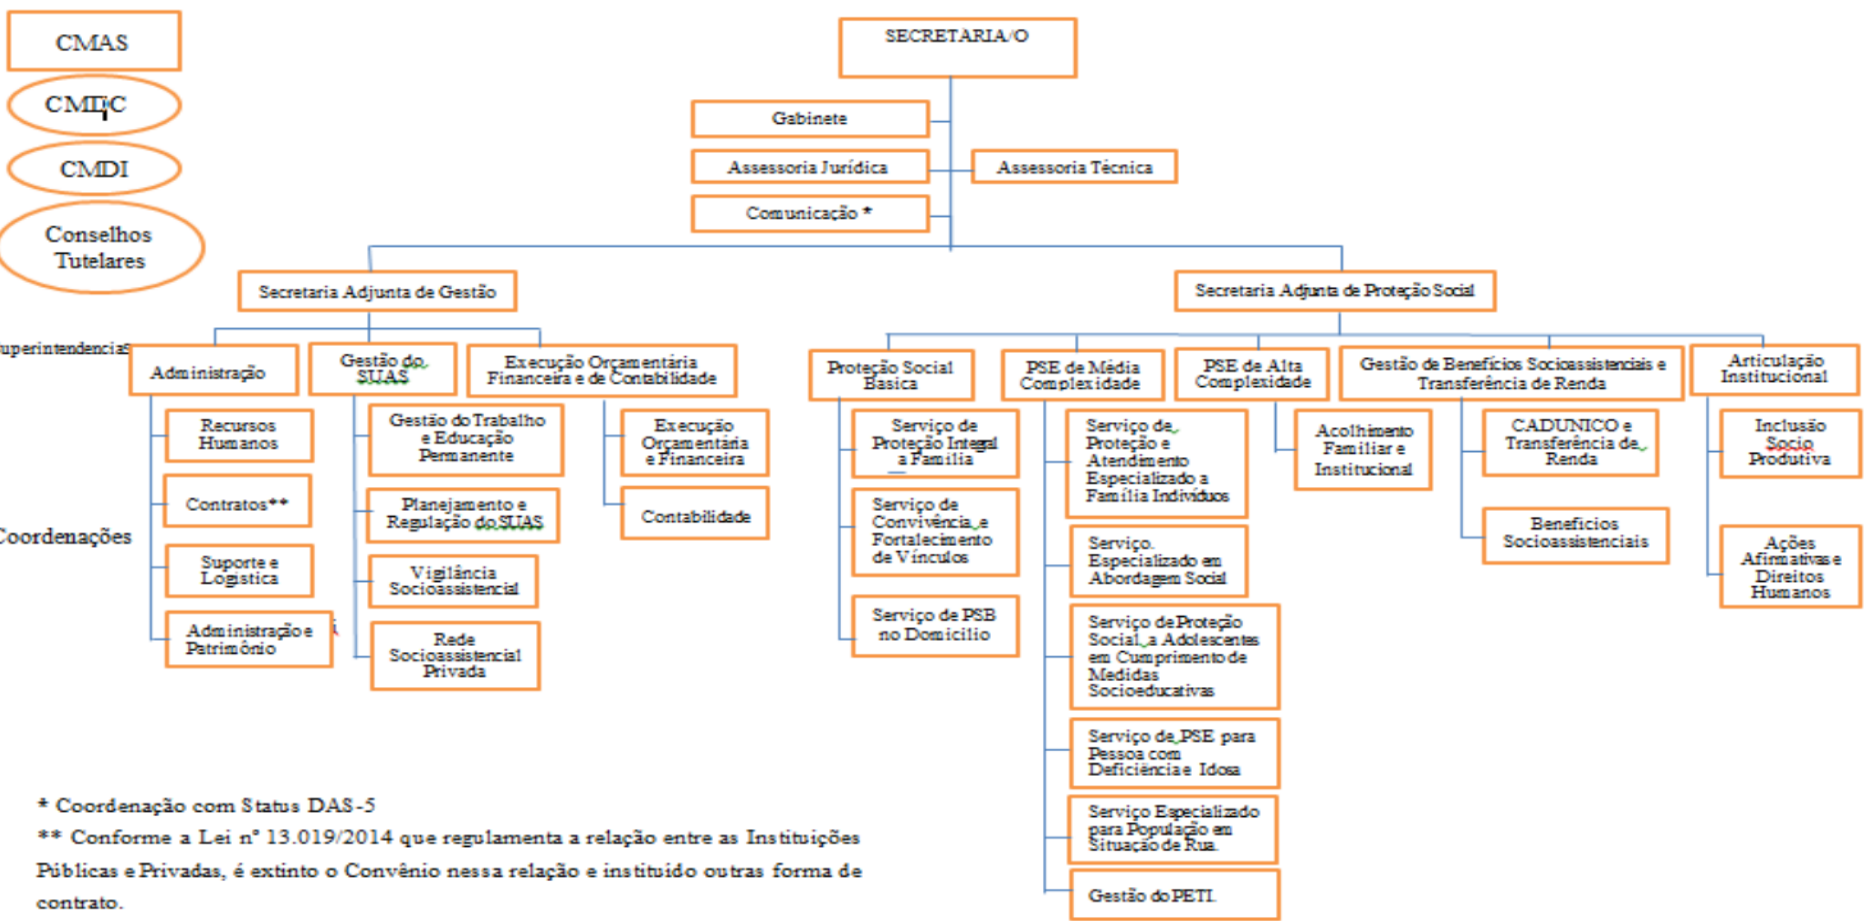 CMAS
CMDI
Conselhos
Tutelares
SECRETARIA/O
Gabinete
Assessoria Jurídica
Assessoria Técnica
Comunicação *
Secretaria Adjunta de Gestão
Secretaria Adjunta de Proteção Social
uperintendencias
Administração
Gestão do
SUAS
Execução Orçamentária
Financeira e de Contabilidade
Proteção Social
Básica
PSE de Média
Complexidade
PSE de Alta
Complexidade
Gestão de Benefícios Socioassistenciais e
Transferência de Renda
Articulação
Institucional
Coordenações
Recursos
Humanos
Contratos**
Suporte e
Logística
Administração e
Patrimônio
Gestão do Trabalho
e Educação
Permanente
Planejamento e
Regulação do SUAS
Vigilância
Socioassistencial
Rede
Socioassistencial
Privada
Execução
Orçamentária
e Financeira
Contabilidade
Serviço de
Proteção Integral
a Família
Serviço de
Convivência e
Fortalecimento
de Vínculos
Serviço de PSB
no Domicilio
Serviço de
Proteção e
Atendimento
Especializado a
Família Indivíduos
Serviço.
Especializado em
Abordagem Social
Serviço de Proteção
Social a Adolescentes
em Cumprimento de
Medidas
Socioeducativas
Serviço de PSE para
Pessoa com
Deficiência e Idosa
Serviço Especializado
para População em
Situação de Rua.
Gestão do PETI.
Acolhimento
Familiar e
Institucional
CADUNICO e
Transferência de
Renda
Benefícios
Socioassistenciais
Inclusão
Socio
Produtiva
Ações
Afirmativas e
Direitos
Humanos
* Coordenação com Status DAS-5
** Conforme a Lei nº 13.019/2014 que regulamenta a relação entre as Instituições
Públicas e Privadas, é extinto o Convênio nessa relação e instituído outras forma de
contrato.